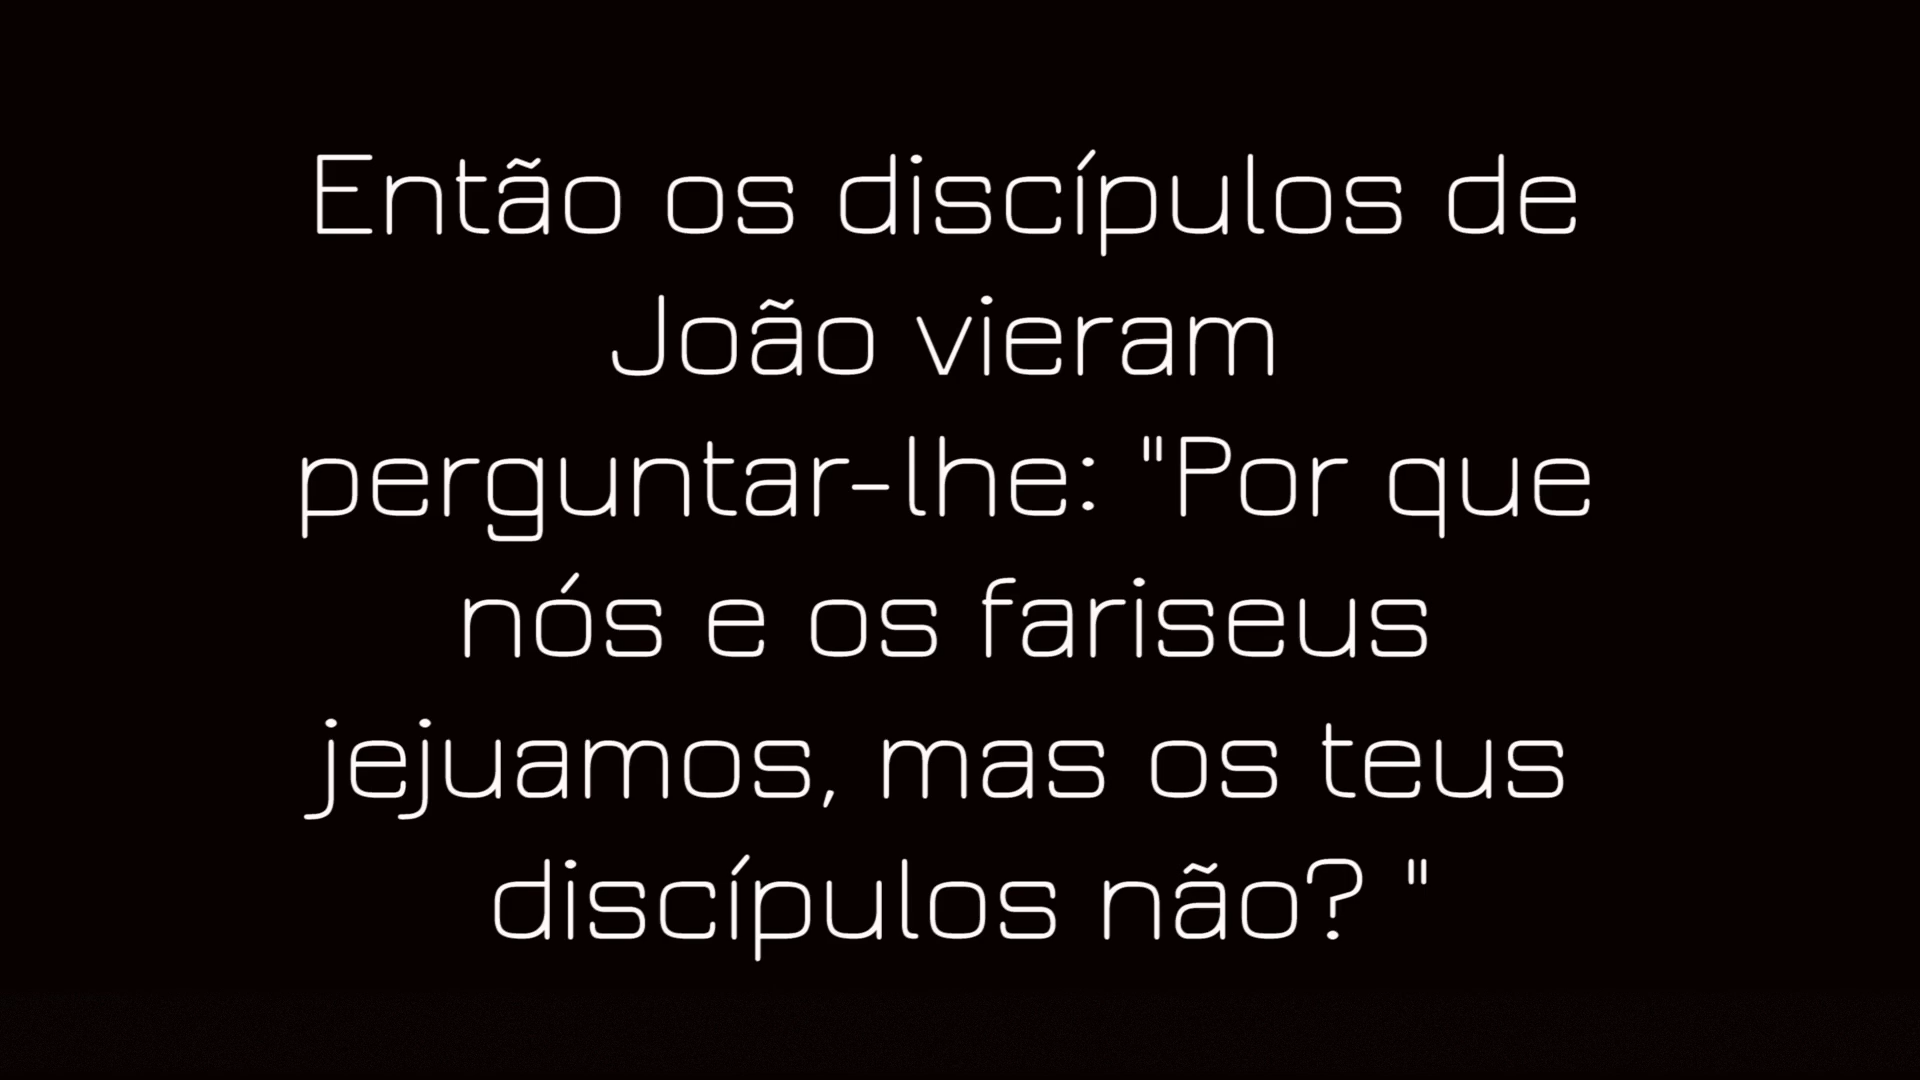 Então os discípulos de
João vieram
perguntar-lhe: "Por que
nós e os fariseus
jejuamos, mas os teus
discípulos não? "